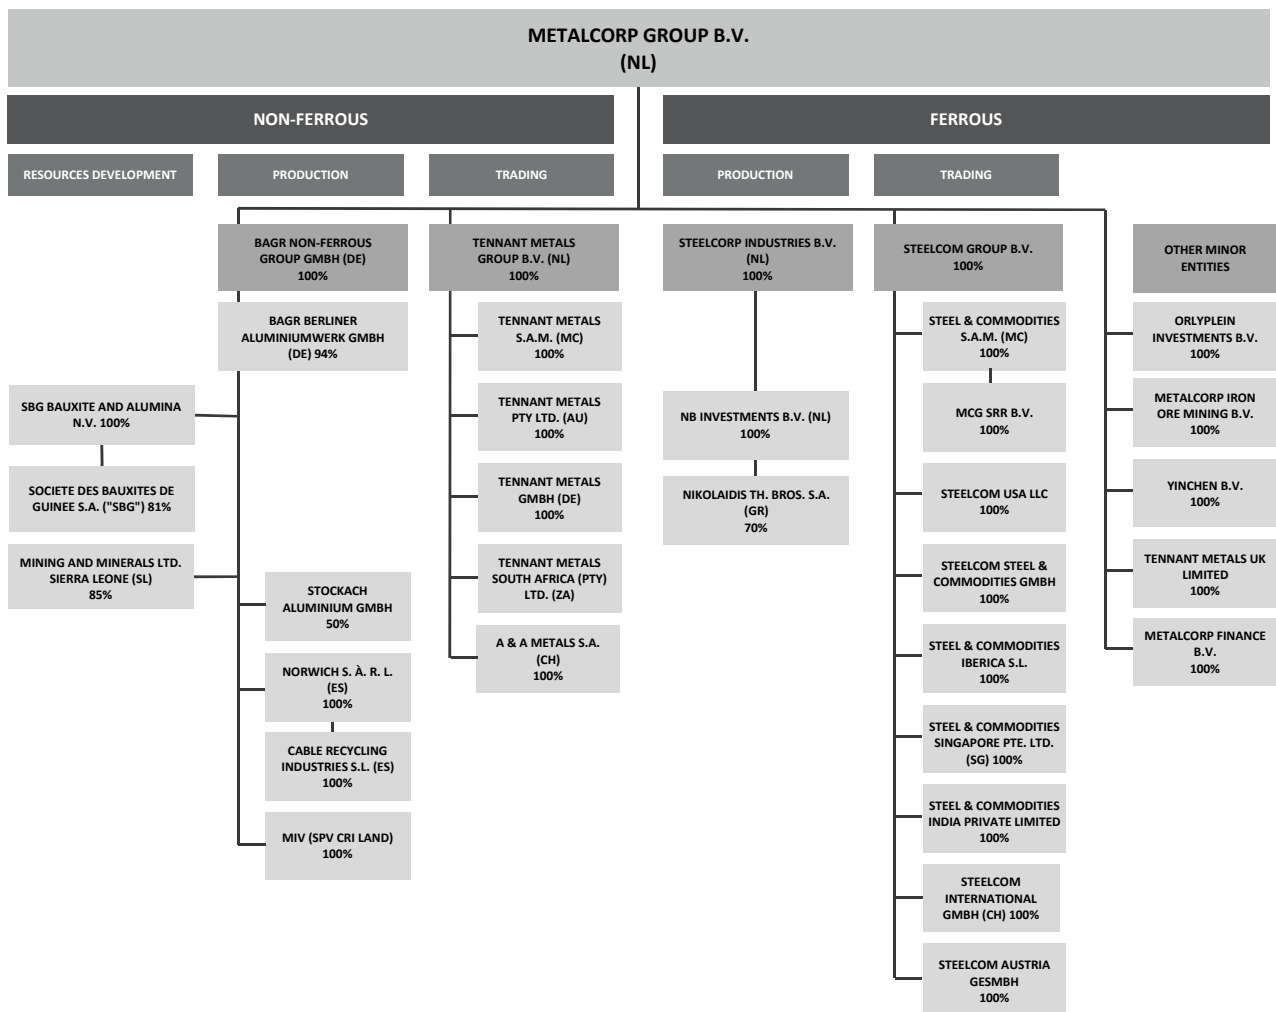 METALCORP GROUP B.V.
(NL)
NON-FERROUS
FERROUS
RESOURCES DEVELOPMENT
PRODUCTION
TRADING
PRODUCTION
TRADING
BAGR NON-FERROUS
GROUP GMBH (DE)
100%
TENNANT METALS
GROUP B.V. (NL)
100%
STEELCORP INDUSTRIES B.V.
(NL)
100%
STEELCOM GROUP B.V.
100%
OTHER MINOR
ENTITIES
BAGR BERLINER
ALUMINIUMWERK GMBH
(DE) 94%
SBG BAUXITE AND ALUMINA
N.V. 100%
SOCIETE DES BAUXITES DE
GUINEE S.A. ("SBG") 81%
MINING AND MINERALS LTD.
SIERRA LEONE (SL)
85%
STOCKACH
ALUMINIUM GMBH
50%
NORWICH S. À. R. L.
(ES)
100%
CABLE RECYCLING
INDUSTRIES S.L. (ES)
100%
MIV (SPV CRI LAND)
100%
TENNANT METALS
S.A.M. (MC)
100%
TENNANT METALS
PTY LTD. (AU)
100%
TENNANT METALS
GMBH (DE)
100%
TENNANT METALS
SOUTH AFRICA (PTY)
LTD. (ZA)
A & A METALS S.A.
(CH)
100%
NB INVESTMENTS B.V. (NL)
100%
NIKOLAIDIS TH. BROS. S.A.
(GR)
70%
STEEL & COMMODITIES
S.A.M. (MC)
100%
MCG SRR B.V.
100%
STEELCOM USA LLC
100%
STEELCOM STEEL &
COMMODITIES GMBH
100%
STEEL & COMMODITIES
IBERICA S.L.
100%
STEEL & COMMODITIES
SINGAPORE PTE. LTD.
(SG) 100%
STEEL & COMMODITIES
INDIA PRIVATE LIMITED
100%
STEELCOM
INTERNATIONAL
GMBH (CH) 100%
STEELCOM AUSTRIA
GESMBH
100%
ORLYPLEIN
INVESTMENTS B.V.
100%
METALCORP IRON
ORE MINING B.V.
100%
YINCHEN B.V.
100%
TENNANT METALS UK
LIMITED
100%
METALCORP FINANCE
B.V.
100%